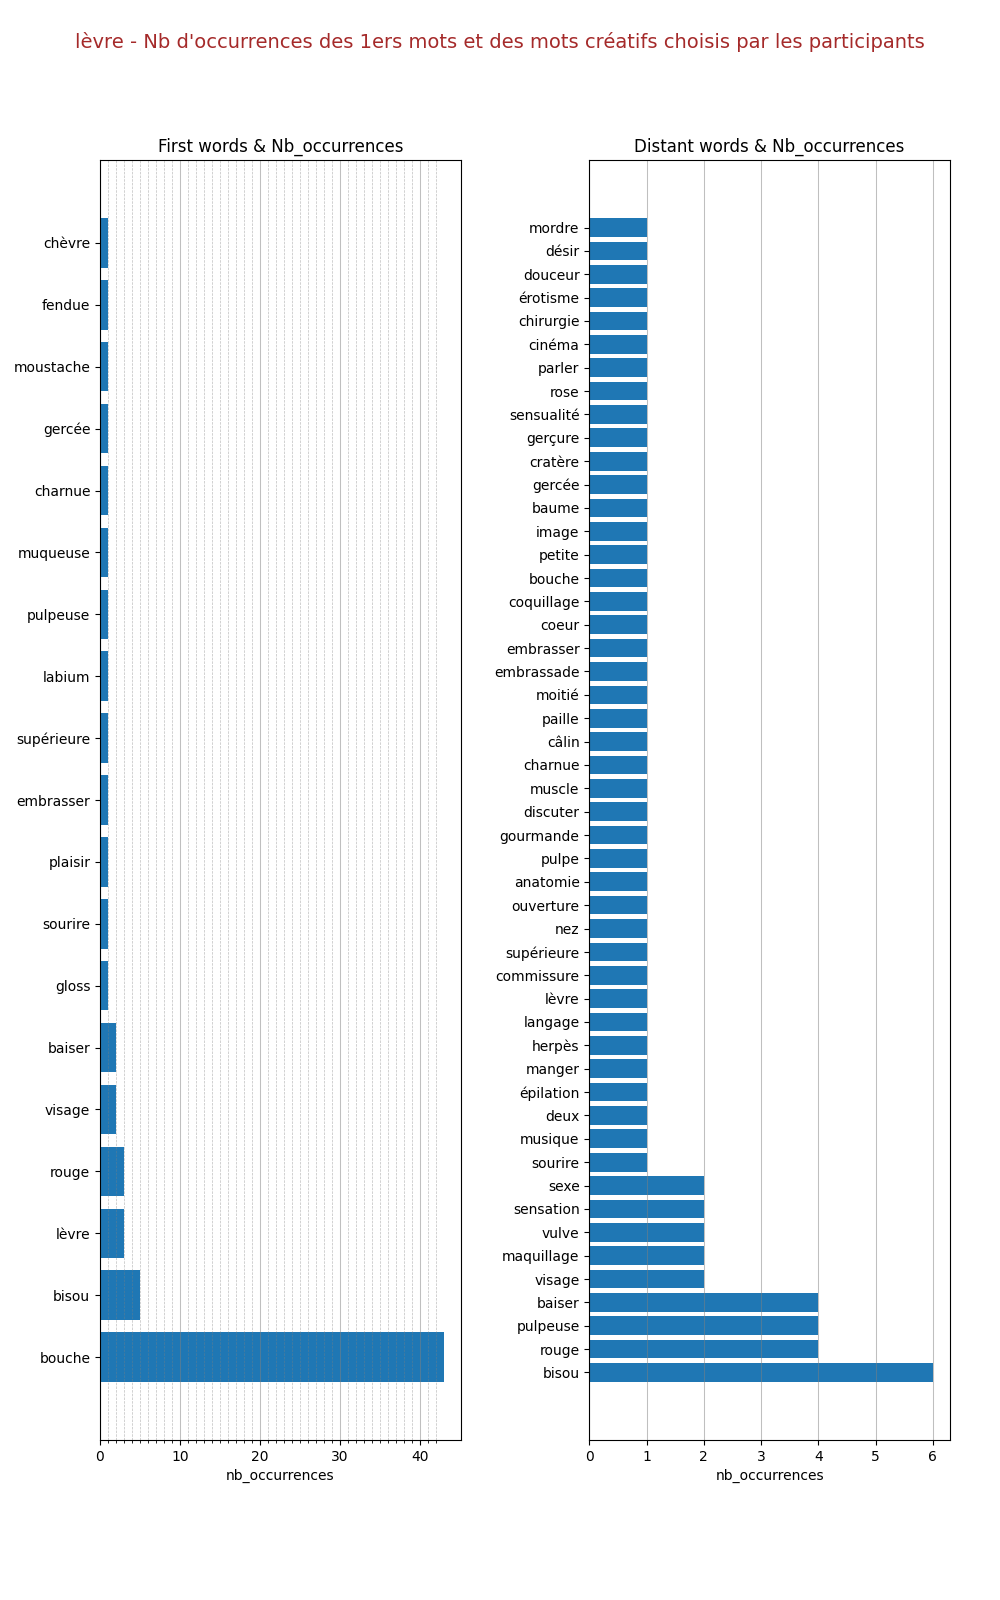 lèvre - Nb d'occurrences des 1ers mots et des mots créatifs choisis par les participants
First words & Nb_occurrences
chèvre
fendue
moustache
gercée
charnue
muqueuse
pulpeuse
labium
supérieure
embrasser
plaisir
sourire
gloss
baiser
visage
rouge
lèvre
bisou
bouche
0 10 20 30 40
nb_occurrences
Distant words & Nb_occurrences
mordre
désir
douceur
érotisme
chirurgie
cinéma
parler
rose
sensualité
gerçure
cratère
gercée
baume
image
petite
bouche
coquillage
coeur
embrasser
embrassade
moitié
paille
câlin
charnue
muscle
discuter
gourmande
pulpe
anatomie
ouverture
nez
supérieure
commissure
lèvre
langage
herpès
manger
épilation
deux
musique
sourire
sexe
sensation
vulve
maquillage
visage
baiser
pulpeuse
rouge
bisou
0 1 2 3 4 5 6
nb_occurrences